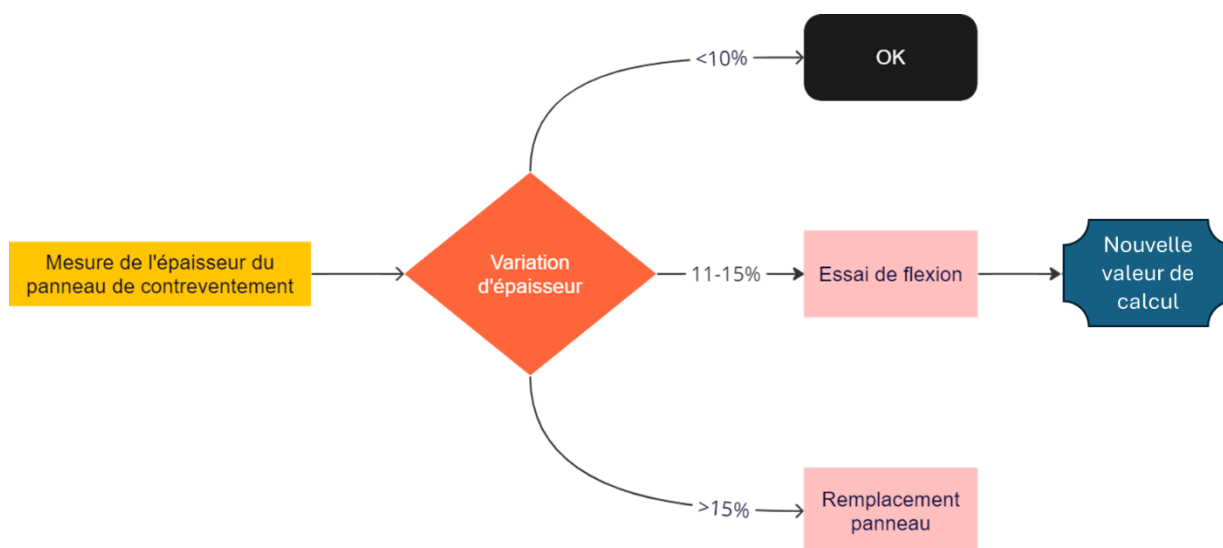 <10%
OK
Mesure de l'épaisseur du
panneau de contreventement
Variation
d'épaisseur
11-15%
Essai de flexion
Nouvelle
valeur de
calcul
>15%
Remplacement
panneau